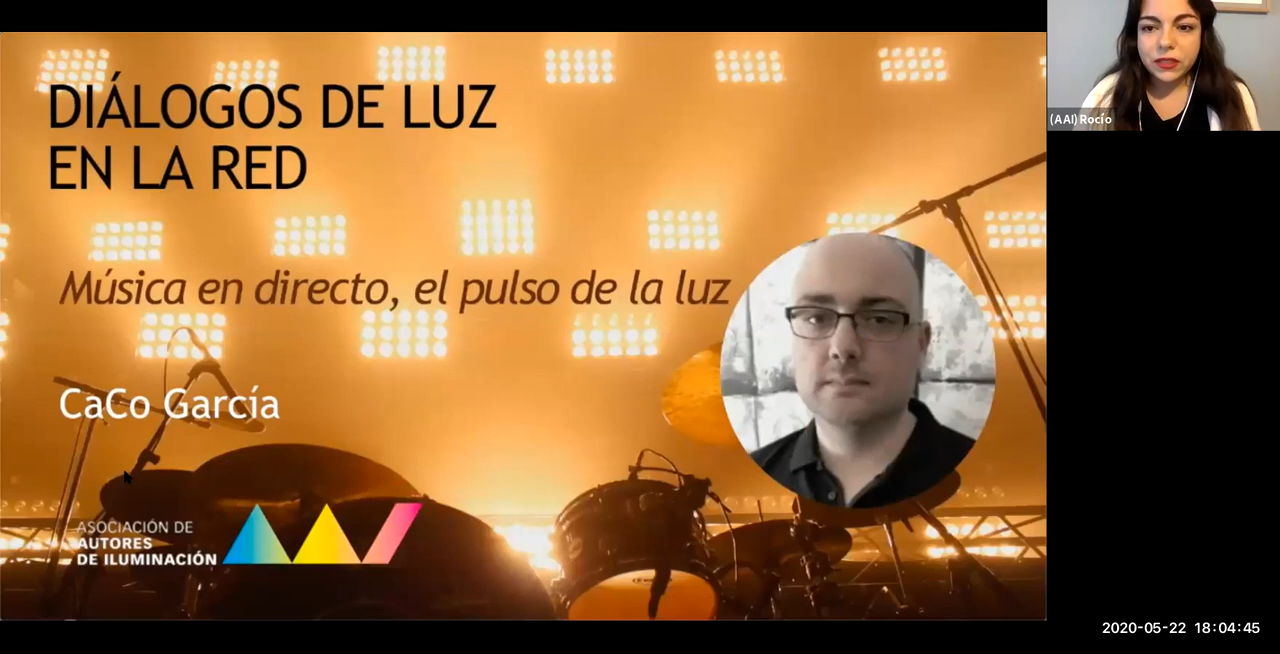 DIÁLOGOS DE LUZ
EN LA RED
Música en directo, el pulso de la luz
CaCo García
ASOCIACIÓN DE
AUTORES
DE ILUMINACIÓN
(AAI) Rocío
2020-05-22 18:04:45